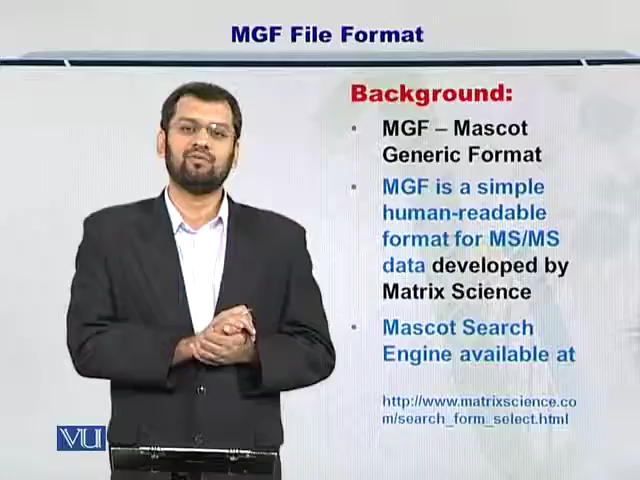 MGF File Format
Background:
• MGF – Mascot
Generic Format
• MGF is a simple
human-readable
format for MS/MS
data developed by
Matrix Science
• Mascot Search
Engine available at
http://www.matrixscience.co
m/search_form_select.html
VU